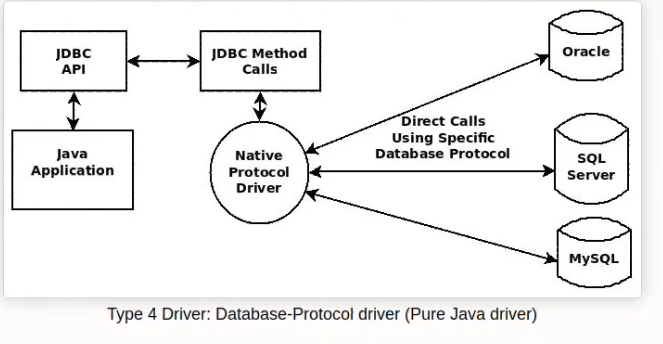 JDBC
API
JDBC Method
Calls
Oracle
Direct Calls
Using Specific
Database Protocol
Java
Application
Native
Protocol
Driver
SQL
Server
MySQL
Type 4 Driver: Database-Protocol driver (Pure Java driver)